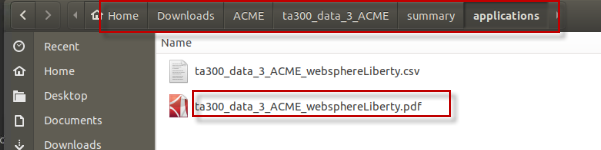 Home Downloads ACME ta300_data_3_ACME summary applications
Recent
Name
Home
ta300_data_3_ACME_websphereLiberty.csv
Desktop
ta300_data_3_ACME_websphereLiberty.pdf
Documents
Downloads